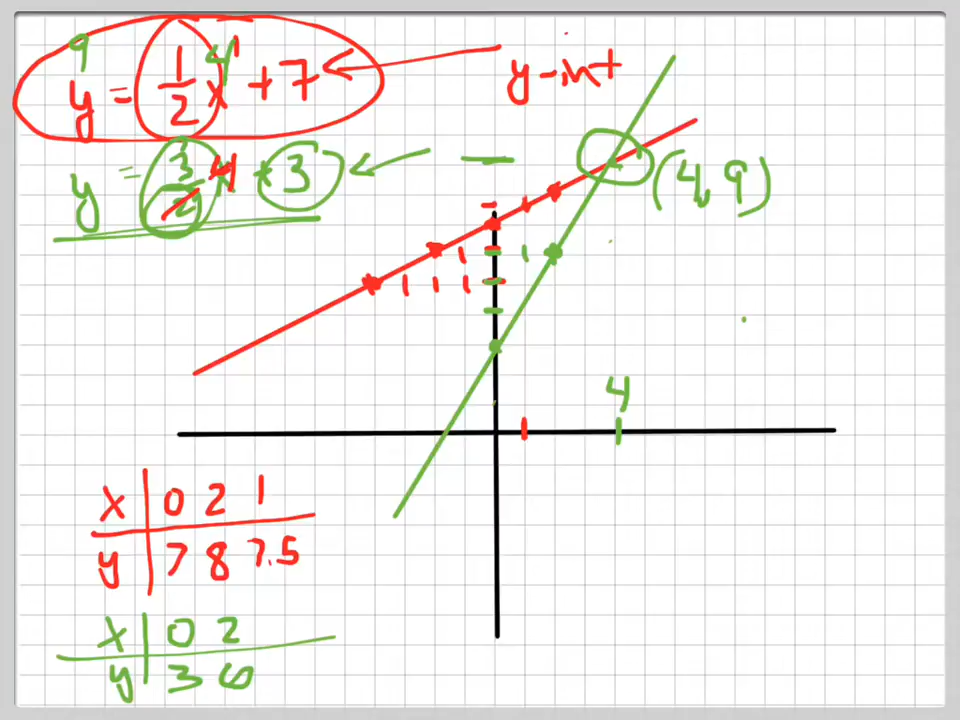 9 4
y = 1/2 x + 7
y-int
y = 3/2 4 + 3
(4, 9)
4
x | 0 2 1
y | 7 8 7.5
x | 0 2
y | 3 6